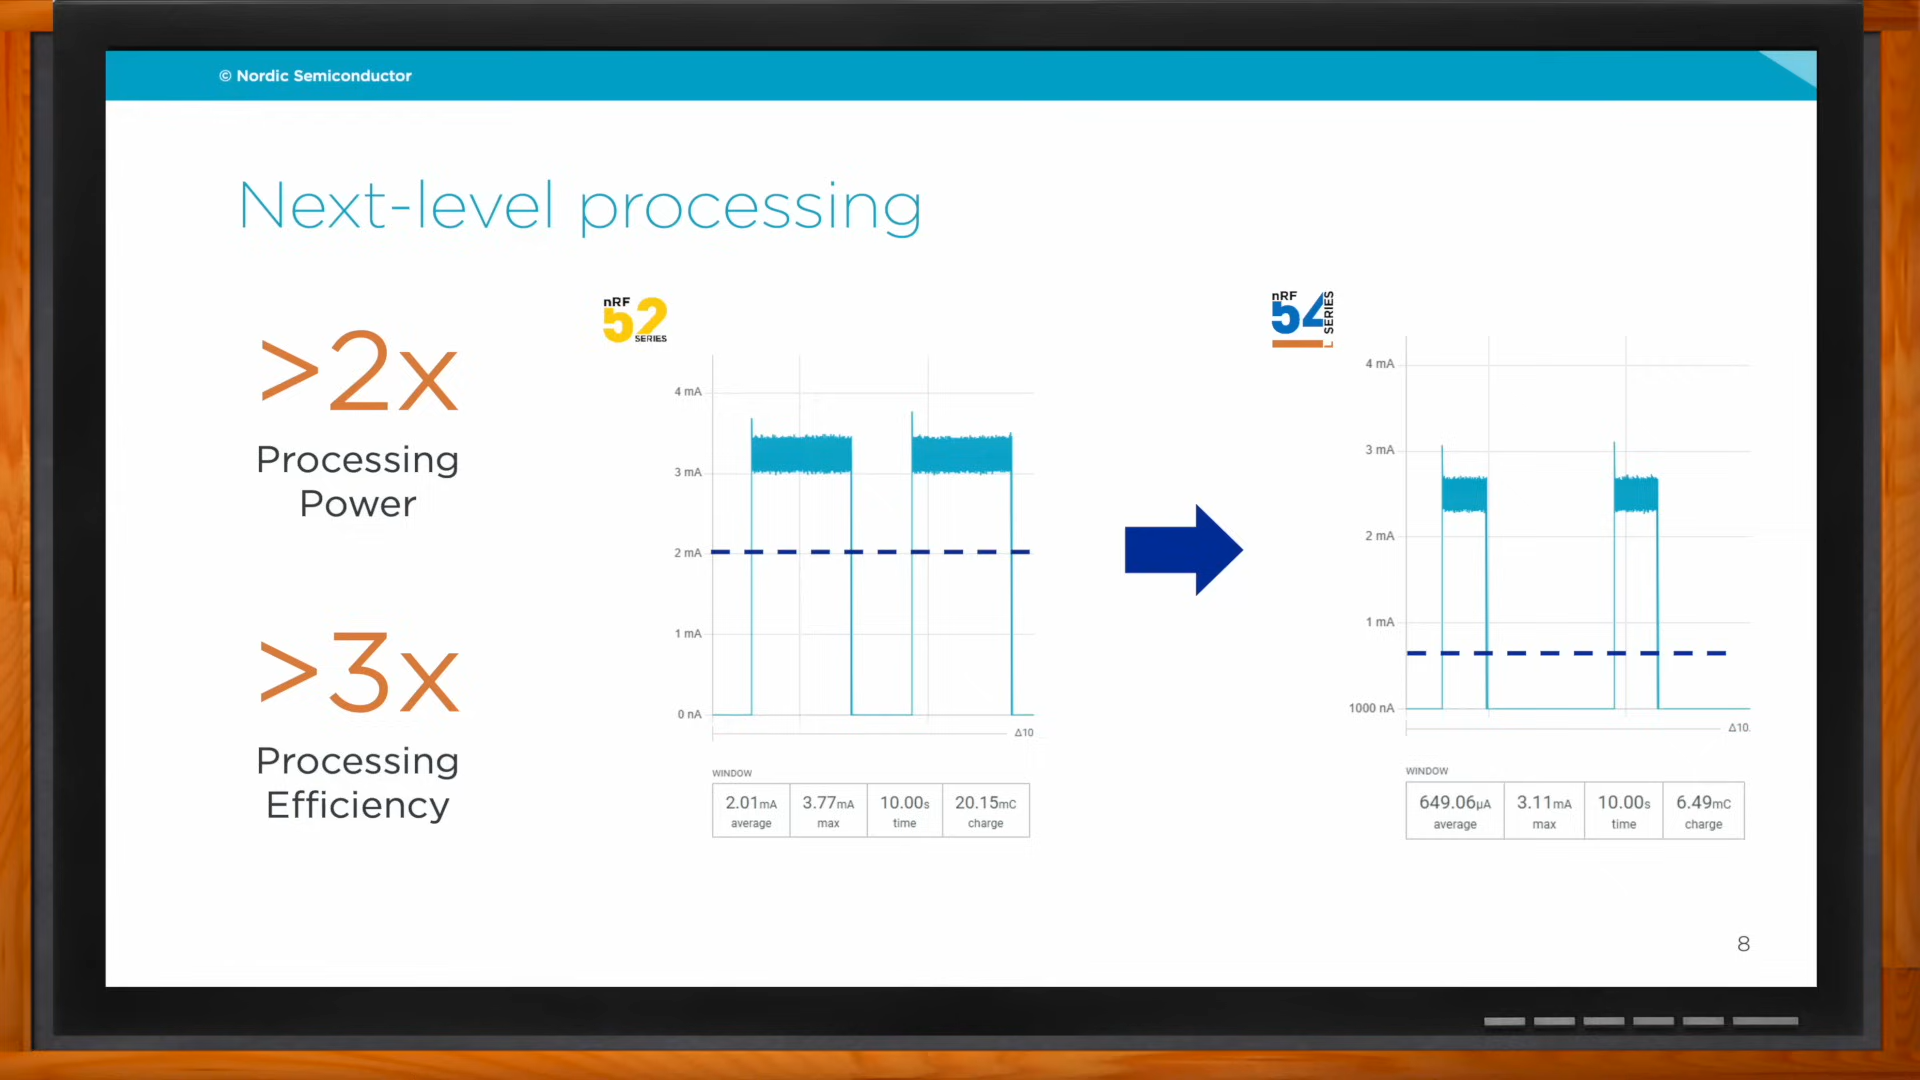 © Nordic Semiconductor
Next-level processing
>2x
Processing
Power
>3x
Processing
Efficiency
nRF
52
SERIES
4 mA
3 mA
2 mA
1 mA
0 nA
Δ10
WINDOW
2.01mA 3.77mA 10.00s 20.15mC
average max time charge
nRF
54
SERIES
L
4 mA
3 mA
2 mA
1 mA
1000 nA
Δ10.
WINDOW
649.06µA 3.11mA 10.00s 6.49mC
average max time charge
8